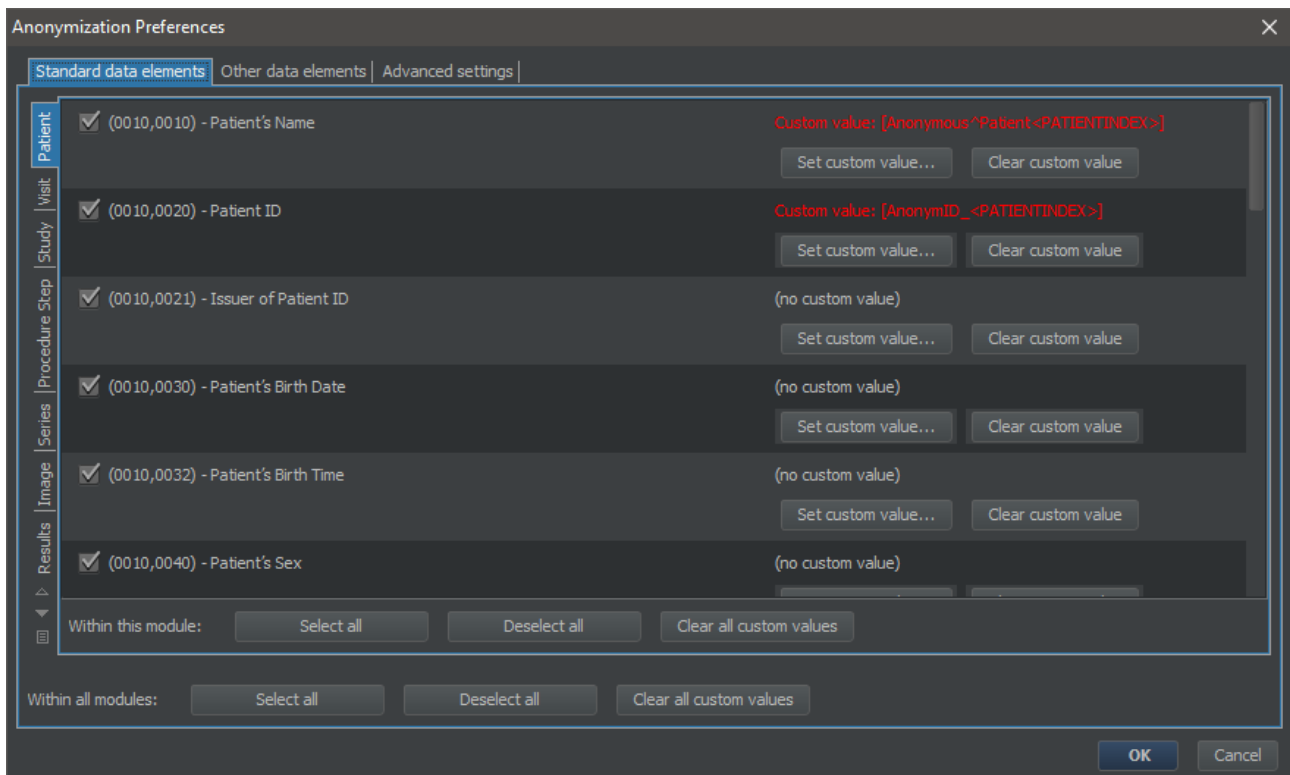 Anonymization Preferences
Standard data elements Other data elements Advanced settings
Patient
Visit
Study
Procedure Step
Series
Image
Results
(0010,0010) - Patient's Name
Custom value: [Anonymous^Patient<PATIENTINDEX>]
Set custom value... Clear custom value
(0010,0020) - Patient ID
Custom value: [AnonymID_<PATIENTINDEX>]
Set custom value... Clear custom value
(0010,0021) - Issuer of Patient ID
(no custom value)
Set custom value... Clear custom value
(0010,0030) - Patient's Birth Date
(no custom value)
Set custom value... Clear custom value
(0010,0032) - Patient's Birth Time
(no custom value)
Set custom value... Clear custom value
(0010,0040) - Patient's Sex
(no custom value)
Within this module: Select all Deselect all Clear all custom values
Within all modules: Select all Deselect all Clear all custom values
OK Cancel